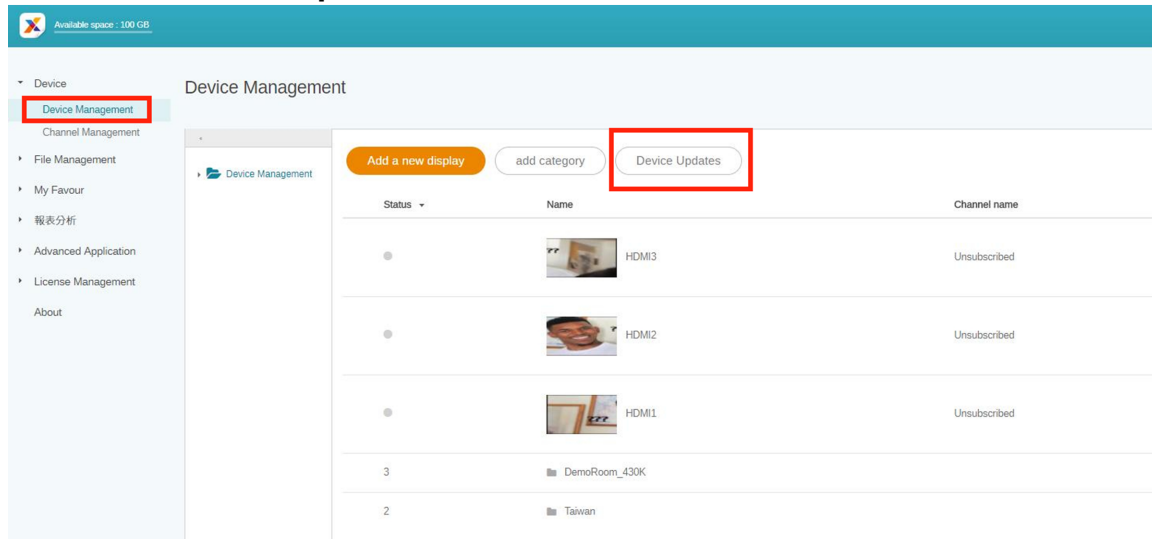 Available space : 100 GB
Device
Device Management
Channel Management
File Management
My Favour
報表分析
Advanced Application
License Management
About
Device Management
Device Management
Add a new display
add category
Device Updates
Status
Name
Channel name
???
HDMI3
Unsubscribed
?
HDMI2
Unsubscribed
???
HDMI1
Unsubscribed
3
DemoRoom_430K
2
Taiwan